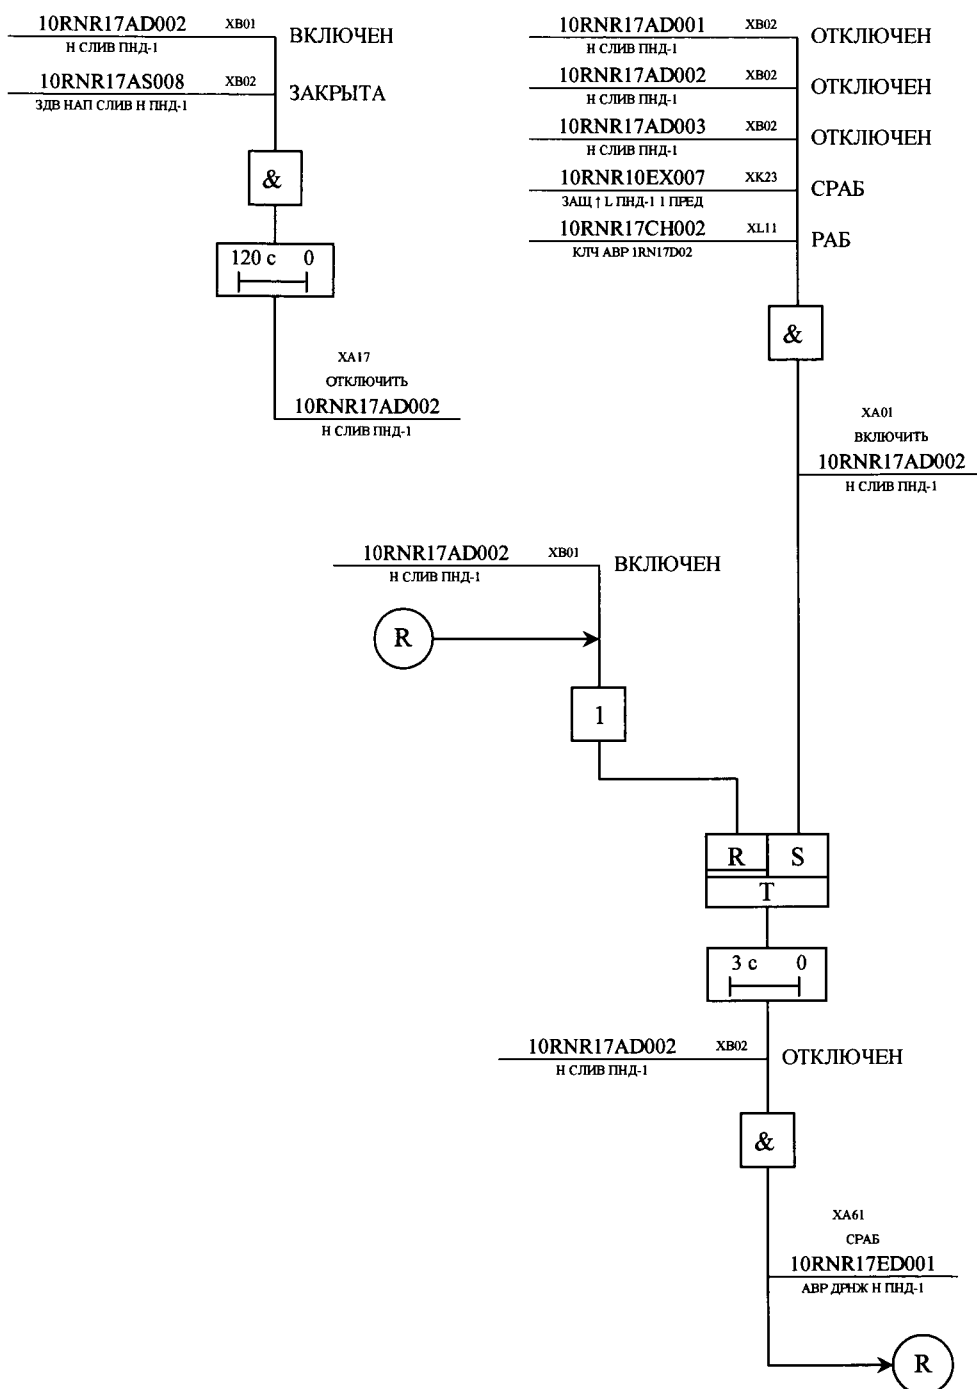 10RNR17AD002 XB01 ВКЛЮЧЕН
Н СЛИВ ПНД-1
10RNR17AS008 XB02 ЗАКРЫТА
ЗДВ НАП СЛИВ Н ПНД-1
&
120 с 0
XA17
ОТКЛЮЧИТЬ
10RNR17AD002
Н СЛИВ ПНД-1
10RNR17AD001 XB02 ОТКЛЮЧЕН
Н СЛИВ ПНД-1
10RNR17AD002 XB02 ОТКЛЮЧЕН
Н СЛИВ ПНД-1
10RNR17AD003 XB02 ОТКЛЮЧЕН
Н СЛИВ ПНД-1
10RNR10EX007 XK23 СРАБ
ЗАЩ ↑ L ПНД-1 1 ПРЕД
10RNR17CH002 XL11 РАБ
КЛЧ АВР 1RN17D02
&
XA01
ВКЛЮЧИТЬ
10RNR17AD002
Н СЛИВ ПНД-1
10RNR17AD002 XB01 ВКЛЮЧЕН
Н СЛИВ ПНД-1
R
1
R S
T
3 с 0
10RNR17AD002 XB02 ОТКЛЮЧЕН
Н СЛИВ ПНД-1
&
XA61
СРАБ
10RNR17ED001
АВР ДРНЖ Н ПНД-1
R